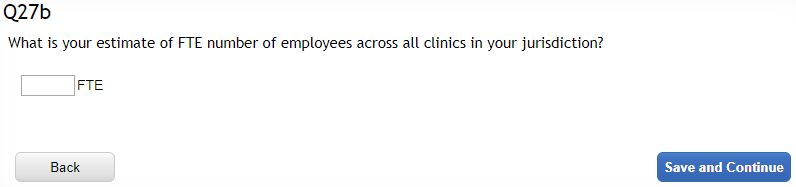 Q27b
What is your estimate of FTE number of employees across all clinics in your jurisdiction?
FTE
Back
Save and Continue